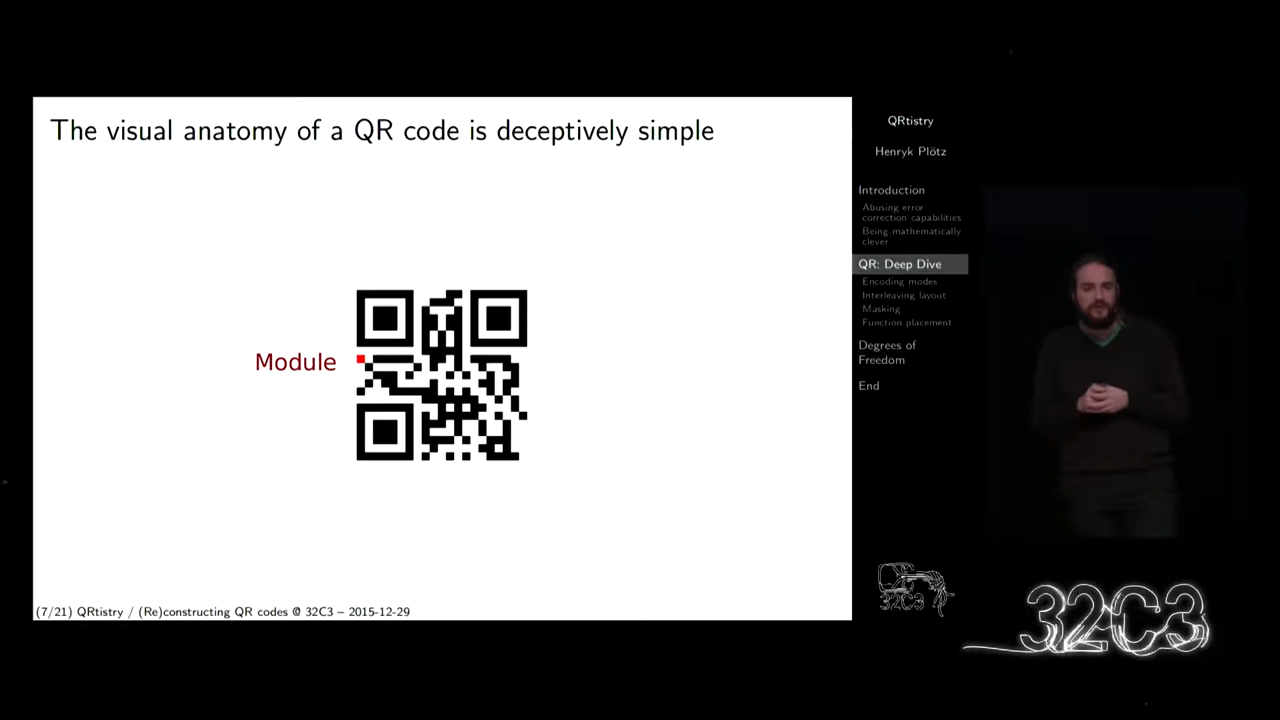 The visual anatomy of a QR code is deceptively simple
Module
(7/21) QRtistry / (Re)constructing QR codes @ 32C3 – 2015-12-29
QRtistry
Henryk Plötz
Introduction
Abusing error
correction capabilities
Being mathematically
clever
QR: Deep Dive
Encoding modes
Interleaving layout
Masking
Function placement
Degrees of
Freedom
End
32C3
32C3